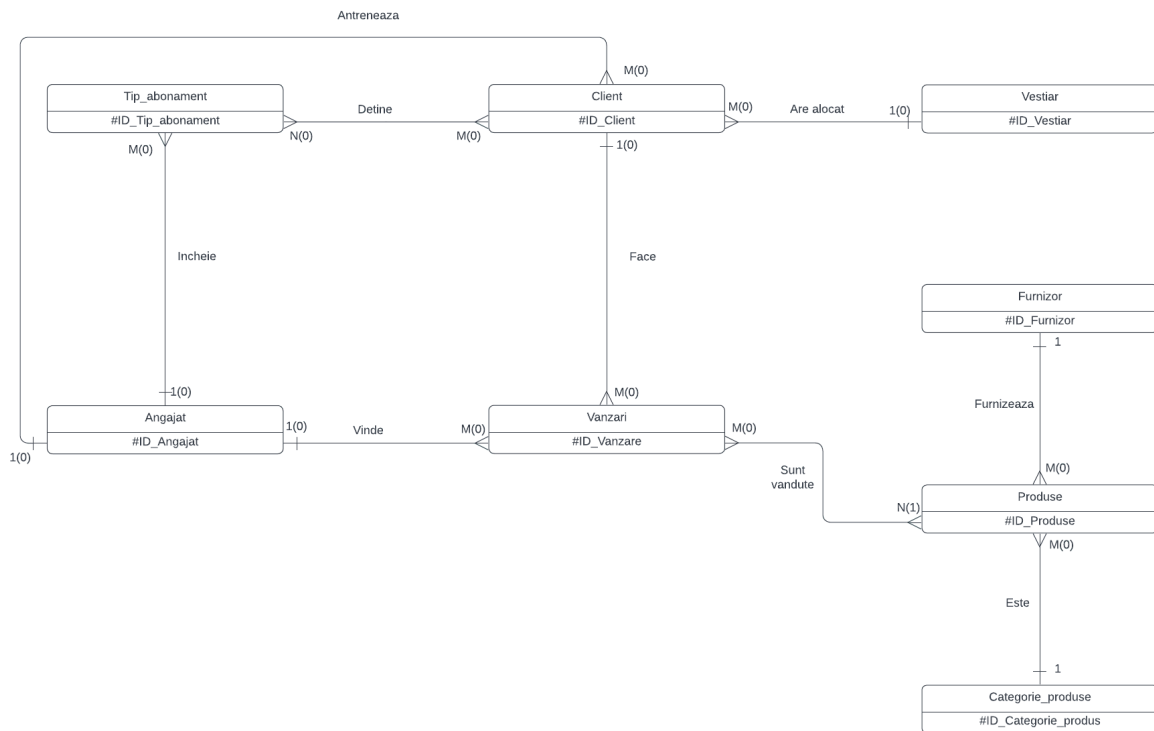 Antreneaza
M(0)
Tip_abonament
#ID_Tip_abonament
Detine
Client
#ID_Client
M(0)
Are alocat
1(0)
Vestiar
#ID_Vestiar
M(0)
N(0)
M(0)
1(0)
Incheie
Face
Furnizor
#ID_Furnizor
1
1(0)
M(0)
Furnizeaza
Angajat
#ID_Angajat
1(0)
1(0)
Vinde
M(0)
Vanzari
#ID_Vanzare
M(0)
Sunt
vandute
M(0)
N(1)
Produse
#ID_Produse
M(0)
Este
1
Categorie_produse
#ID_Categorie_produs